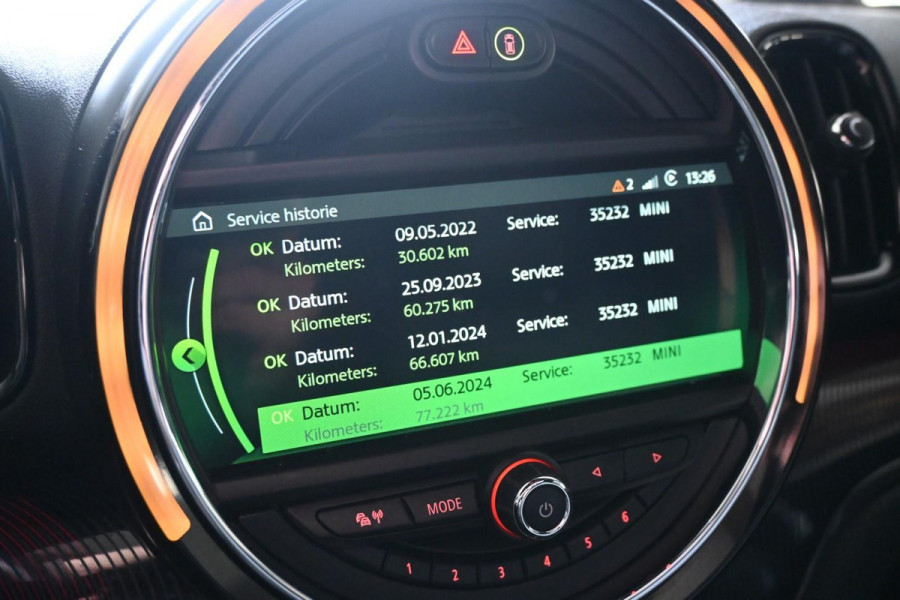 2 13:26
Service historie
OK Datum: 09.05.2022 Service: 35232 MINI
Kilometers: 30.602 km
OK Datum: 25.09.2023 Service: 35232 MINI
Kilometers: 60.275 km
OK Datum: 12.01.2024 Service: 35232 MINI
Kilometers: 66.607 km
OK Datum: 05.06.2024 Service: 35232 MINI
Kilometers: 77.222 km
MODE
1 2 3 4 5 6